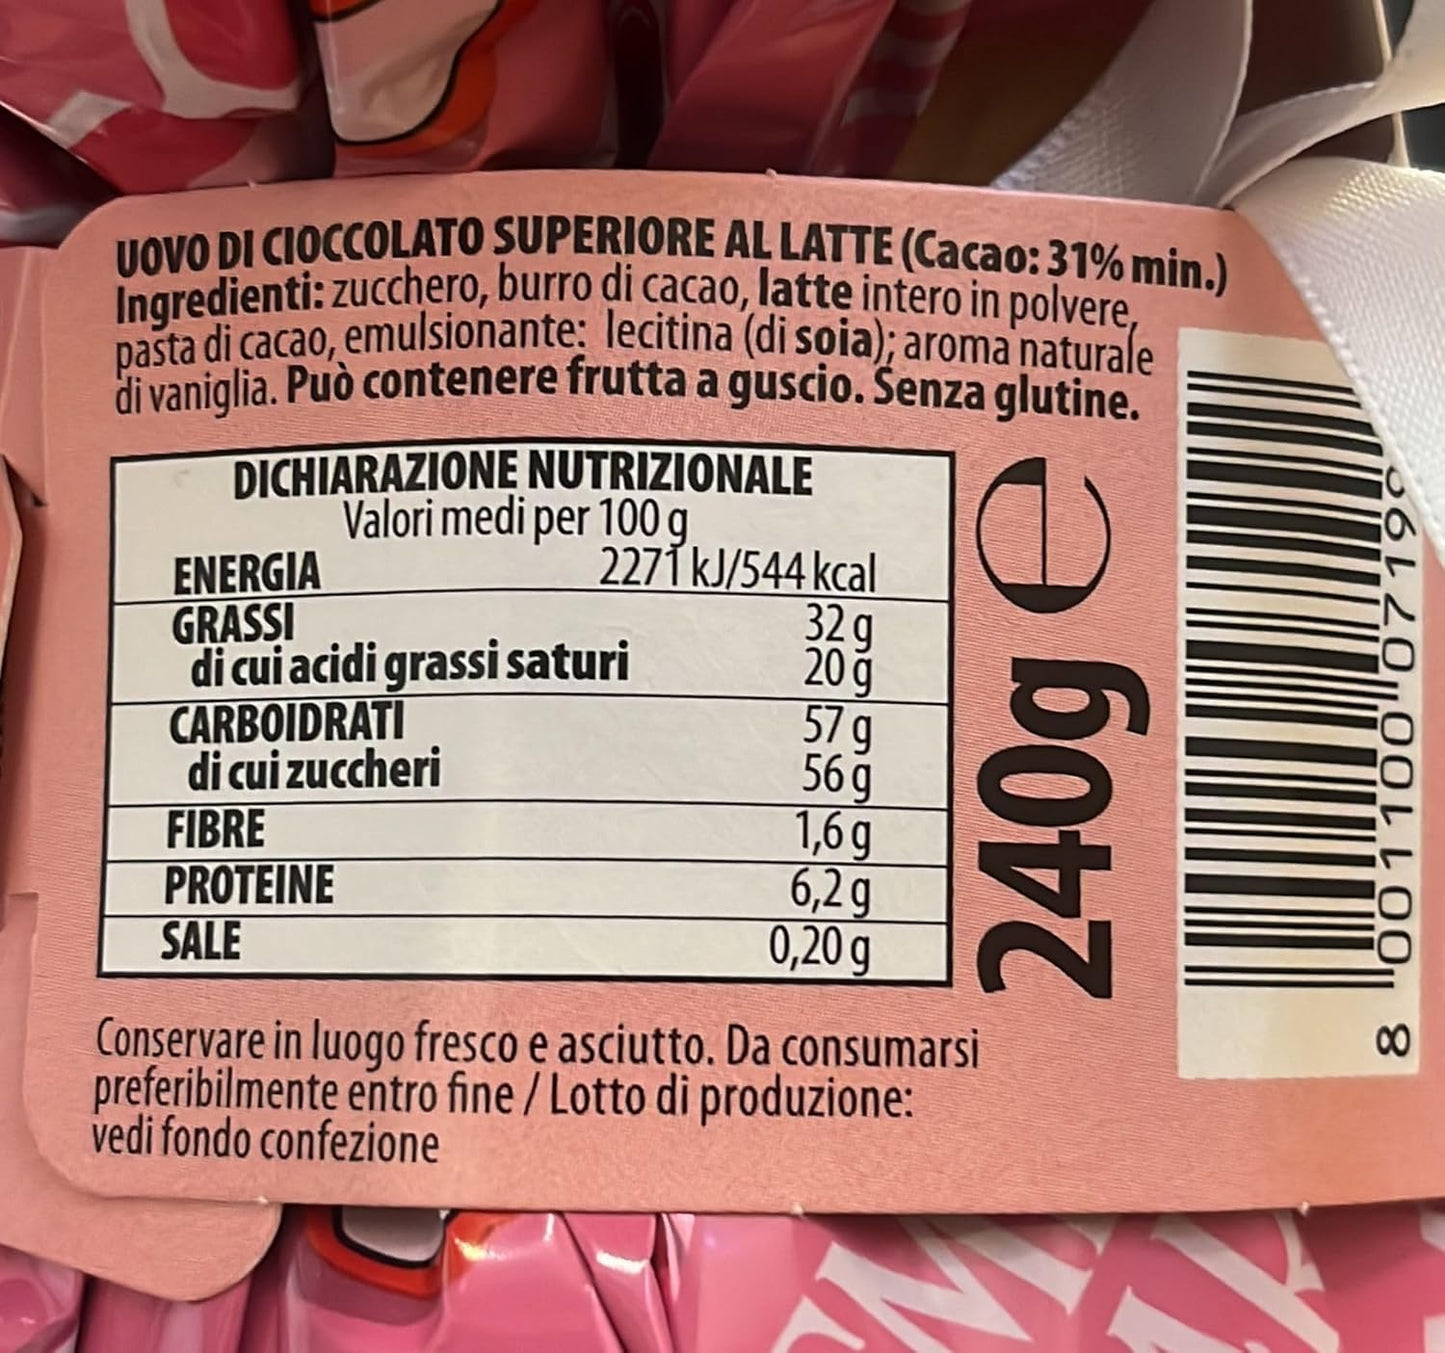 UOVO DI CIOCCOLATO SUPERIORE AL LATTE (Cacao: 31% min.)
Ingredienti: zucchero, burro di cacao, latte intero in polvere,
pasta di cacao, emulsionante: lecitina (di soia); aroma naturale
di vaniglia. Può contenere frutta a guscio. Senza glutine.
DICHIARAZIONE NUTRIZIONALE
Valori medi per 100 g
ENERGIA 2271 kJ/544 kcal
GRASSI 32 g
di cui acidi grassi saturi 20 g
CARBOIDRATI 57 g
di cui zuccheri 56 g
FIBRE 1,6 g
PROTEINE 6,2 g
SALE 0,20 g
240g e
Conservare in luogo fresco e asciutto. Da consumarsi
preferibilmente entro fine / Lotto di produzione:
vedi fondo confezione